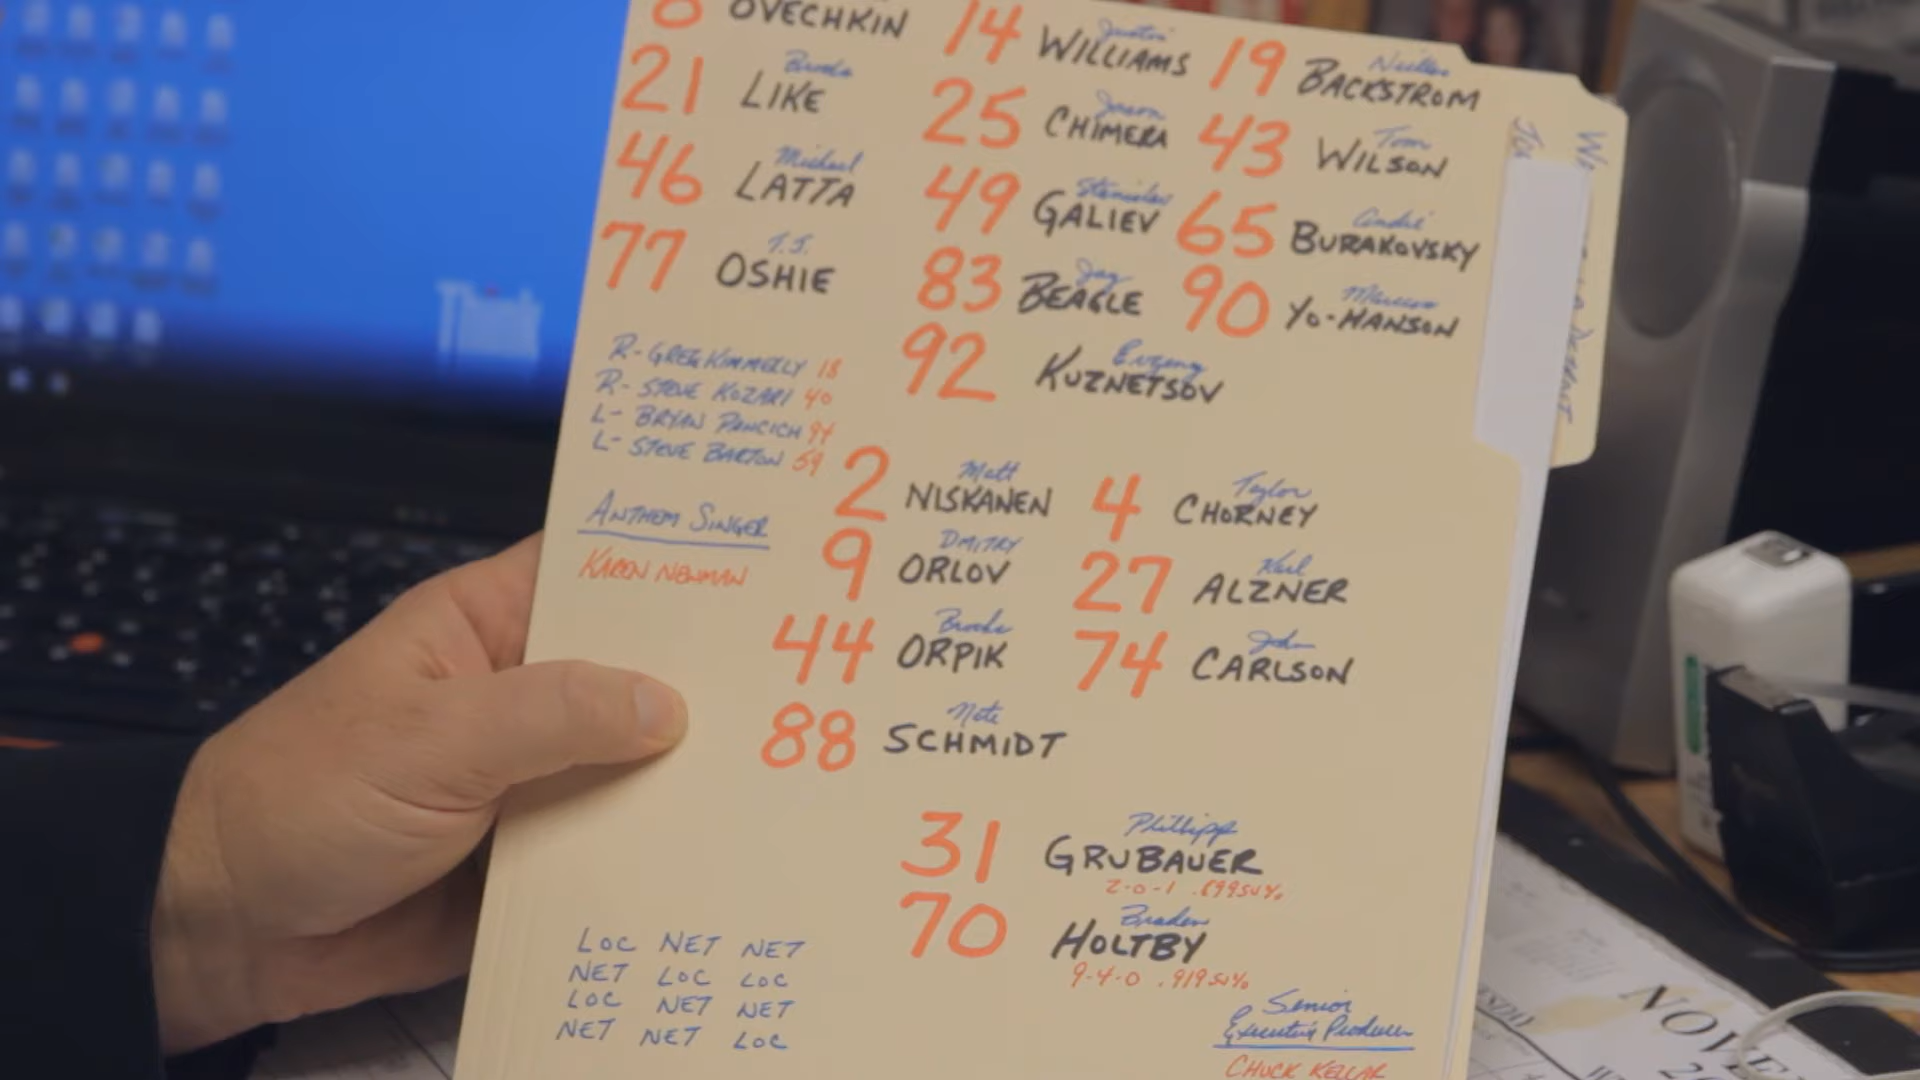 8 OVECHKIN 14 Justin WILLIAMS 19 BACKSTROM
21 Brooks LIKE 25 Jason CHIMERA 43 Tom WILSON
46 Michael LATTA 49 Stanislav GALIEV 65 André BURAKOVSKY
77 T.J. OSHIE 83 Jay BEAGLE 90 Marcus YO-HANSON
92 Evgeny KUZNETSOV
R- GREG KIMMERLY 18
R- STEVE KOZARI 40
L- BRYAN PANCICH 94
L- STEVE BARTON 59
ANTHEM SINGER
KAREN NEWMAN
2 Matt NISKANEN 4 Taylor CHORNEY
9 DMITRY ORLOV 27 Karl ALZNER
44 Brooks ORPIK 74 John CARLSON
88 Nate SCHMIDT
31 Phillipp GRUBAUER
2-0-1 .899SV%
70 Braden HOLTBY
9-4-0 .919SV%
LOC NET NET
NET LOC LOC
LOC NET NET
NET NET LOC
Senior
Executive Producer
CHUCK KELLAR